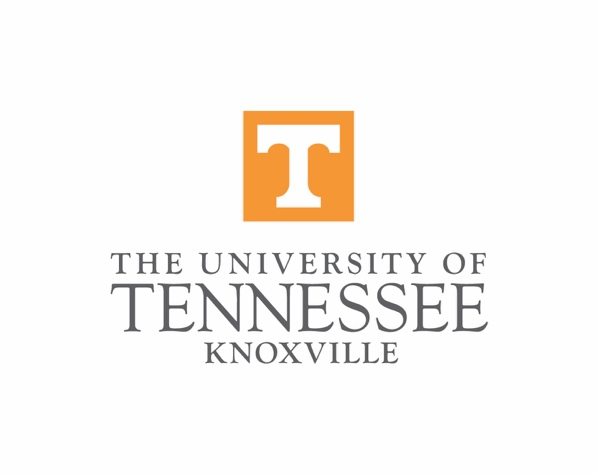 T
THE UNIVERSITY OF
TENNESSEE
KNOXVILLE